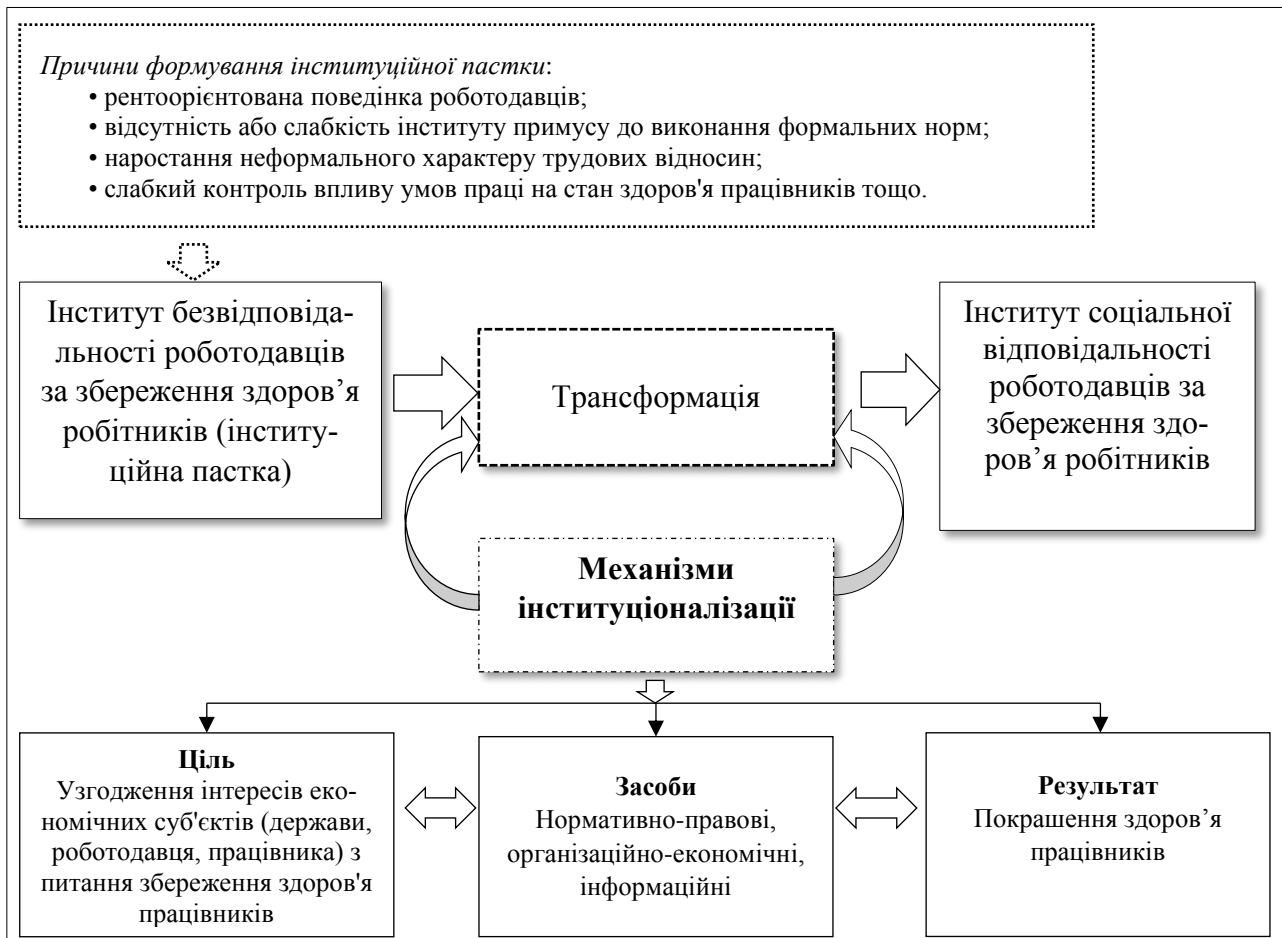 Причини формування інституційної пастки:
• рентоорієнтована поведінка роботодавців;
• відсутність або слабкість інституту примусу до виконання формальних норм;
• наростання неформального характеру трудових відносин;
• слабкий контроль впливу умов праці на стан здоров'я працівників тощо.
Інститут безвідповіда-
льності роботодавців
за збереження здоров’я
робітників (інститу-
ційна пастка)
Трансформація
Інститут соціальної
відповідальності
роботодавців за
збереження здо-
ров’я робітників
Механізми
інституціоналізації
Ціль
Узгодження інтересів еко-
номічних суб'єктів (держави,
роботодавця, працівника) з
питання збереження здоров'я
працівників
Засоби
Нормативно-правові,
організаційно-економічні,
інформаційні
Результат
Покрашення здоров’я
працівників